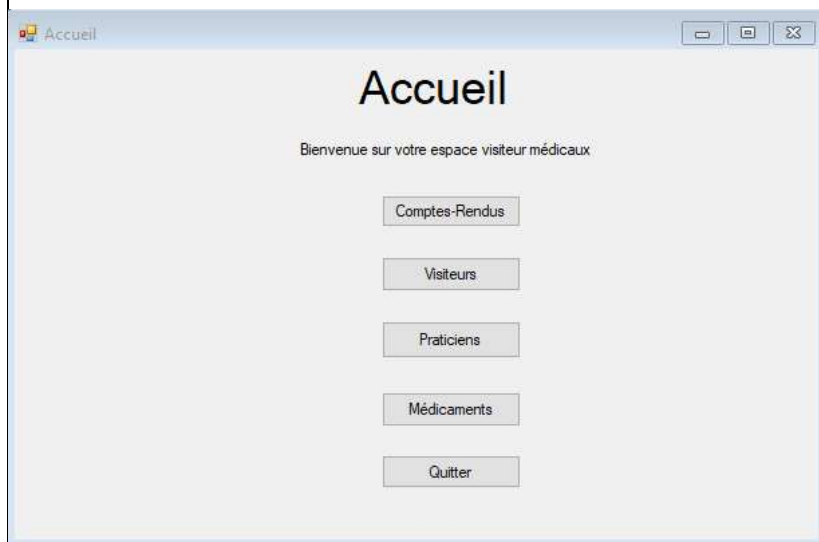 Accueil
Accueil
Bienvenue sur votre espace visiteur médicaux
Comptes-Rendus
Visiteurs
Praticiens
Médicaments
Quitter